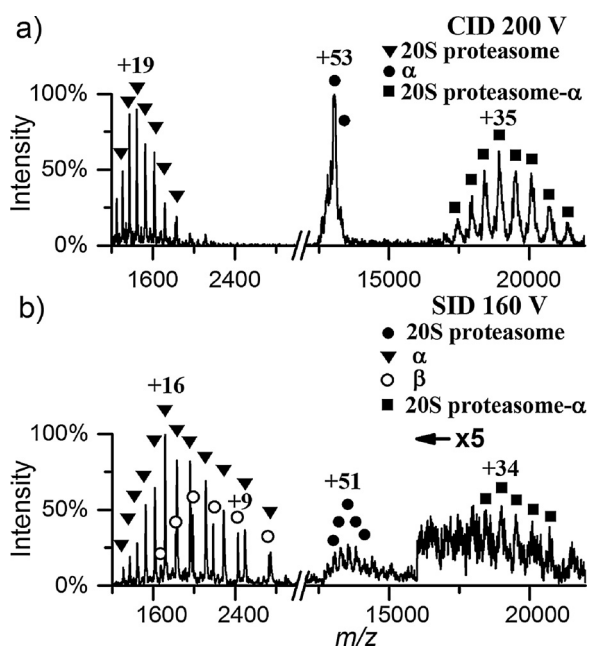 a)
CID 200 V
20S proteasome
α
20S proteasome-α
+19
+53
+35
100%
50%
0%
Intensity
1600
2400
15000
20000
b)
SID 160 V
20S proteasome
α
β
20S proteasome-α
x5
+16
+9
+51
+34
100%
50%
0%
Intensity
1600
2400
15000
20000
m/z